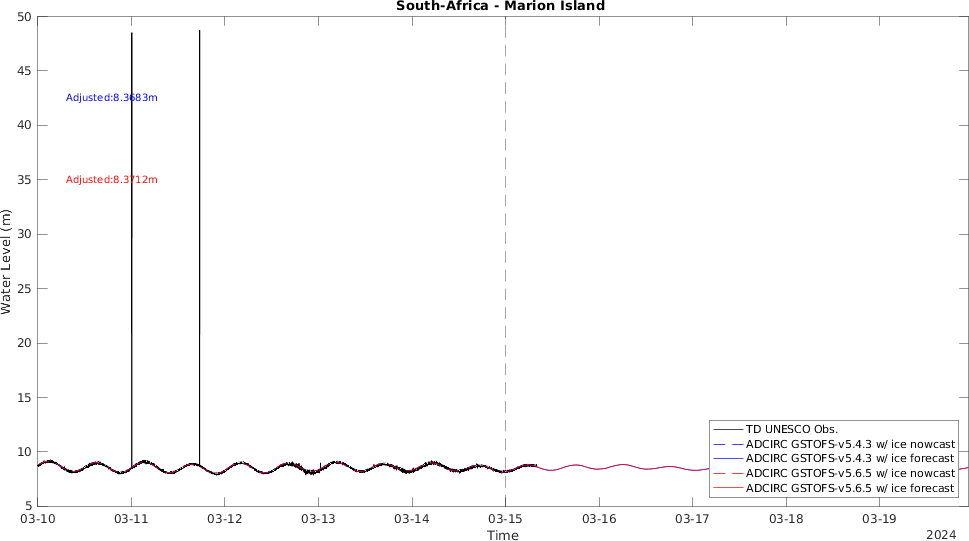 South-Africa - Marion Island
50
45
40
35
30
25
20
15
10
5
Water Level (m)
Adjusted:8.3683m
Adjusted:8.3712m
TD UNESCO Obs.
ADCIRC GSTOFS-v5.4.3 w/ ice nowcast
ADCIRC GSTOFS-v5.4.3 w/ ice forecast
ADCIRC GSTOFS-v5.6.5 w/ ice nowcast
ADCIRC GSTOFS-v5.6.5 w/ ice forecast
03-10 03-11 03-12 03-13 03-14 03-15 03-16 03-17 03-18 03-19
Time
2024